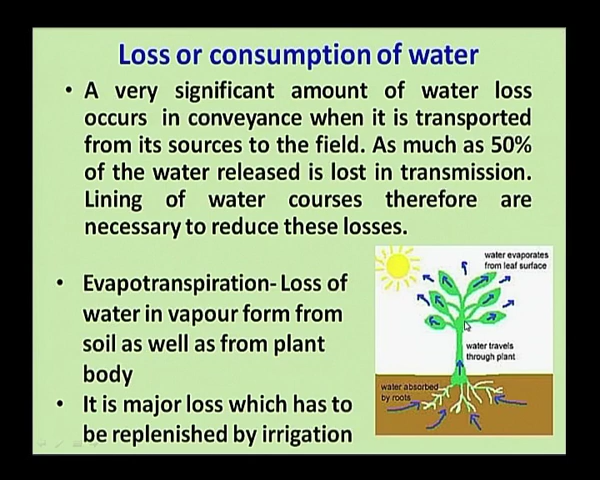 Loss or consumption of water
• A very significant amount of water loss
occurs in conveyance when it is transported
from its sources to the field. As much as 50%
of the water released is lost in transmission.
Lining of water courses therefore are
necessary to reduce these losses.
• Evapotranspiration- Loss of
water in vapour form from
soil as well as from plant
body
• It is major loss which has to
be replenished by irrigation
water evaporates
from leaf surface
water travels
through plant
water absorbed
by roots